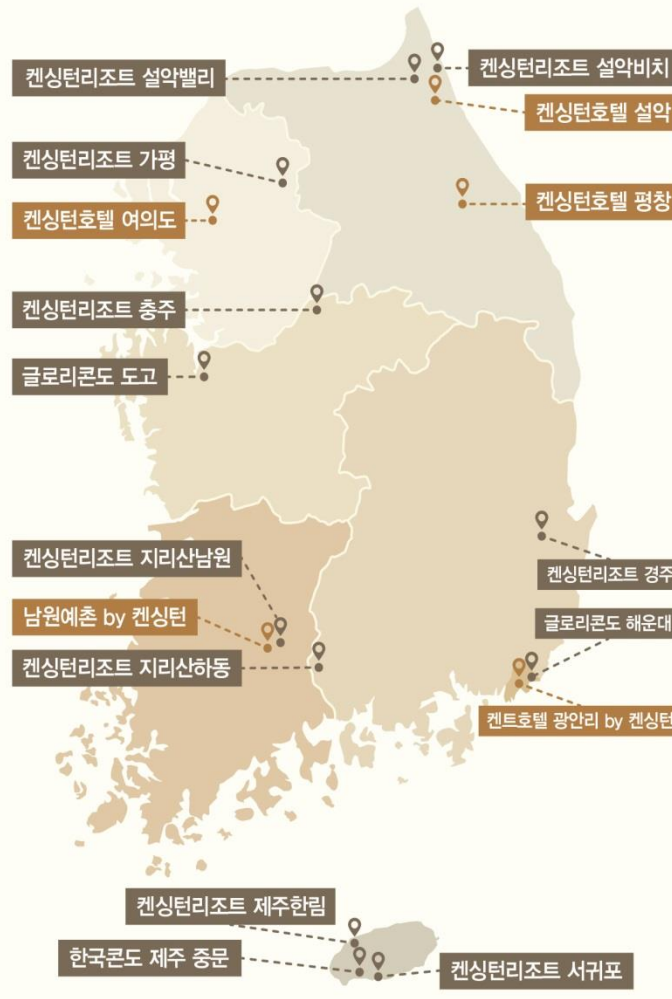 켄싱턴리조트 설악비치
켄싱턴리조트 설악밸리
켄싱턴호텔 설악
켄싱턴리조트 가평
켄싱턴호텔 평창
켄싱턴호텔 여의도
켄싱턴리조트 충주
글로리콘도 도고
켄싱턴리조트 지리산남원
켄싱턴리조트 경주
남원예촌 by 켄싱턴
글로리콘도 해운대
켄싱턴리조트 지리산하동
켄트호텔 광안리 by 켄싱턴
켄싱턴리조트 제주한림
한국콘도 제주 중문
켄싱턴리조트 서귀포